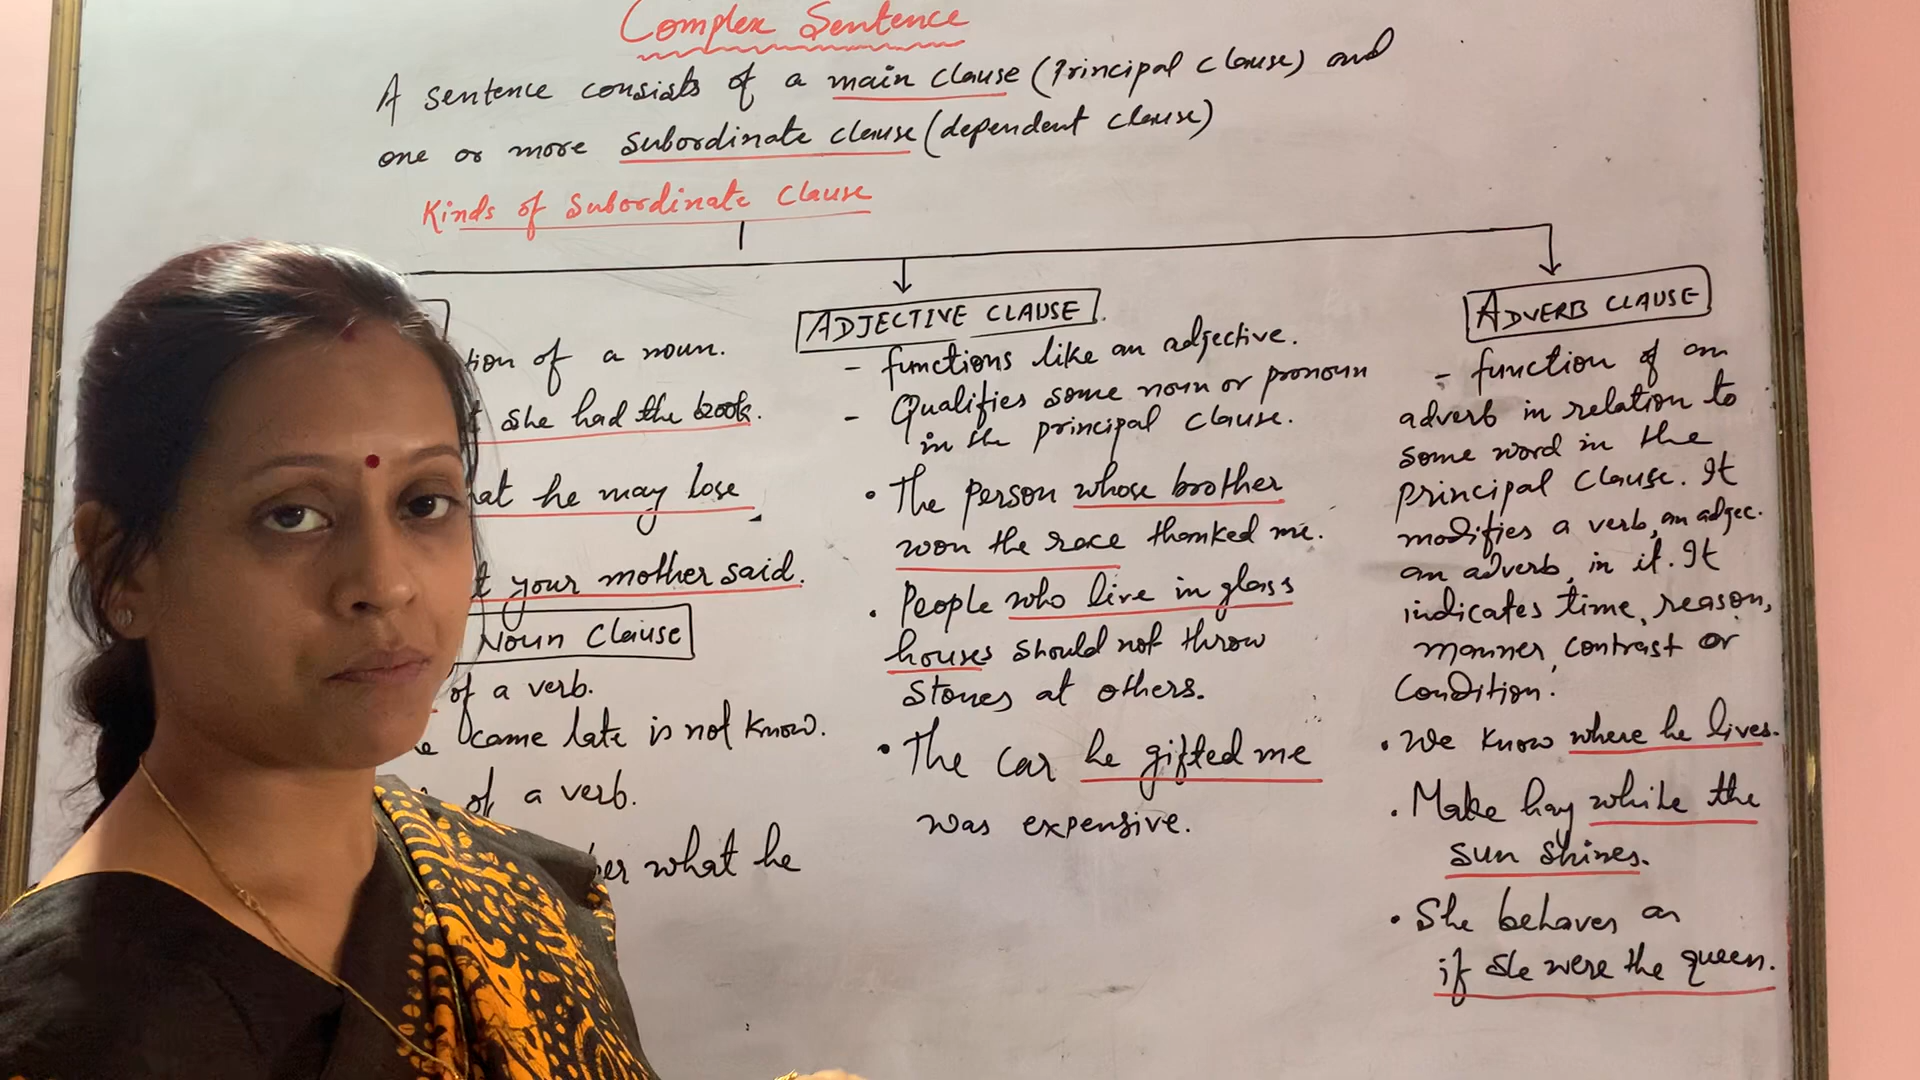 Complex Sentence
A sentence consists of a main clause (Principal clause) and
one or more subordinate clause (dependent clause)
Kinds of Subordinate Clause
tion of a noun.
she had the book.
hat he may lose
t your mother said.
Noun Clause
of a verb.
came late is not know.
of a verb.
ber what he
ADJECTIVE CLAUSE
- functions like an adjective.
- Qualifies some noun or pronoun
in the principal clause.
• The person whose brother
won the race thanked me.
• People who live in glass
houses should not throw
stones at others.
• The car he gifted me
was expensive.
ADVERB CLAUSE
- function of an
adverb in relation to
some word in the
principal clause. It
modifies a verb, an adjec.
an adverb, in it. It
indicates time, reason,
manner, contrast or
Condition.
• We know where he lives.
• Make hay while the
sun shines.
• She behaves as
if she were the queen.